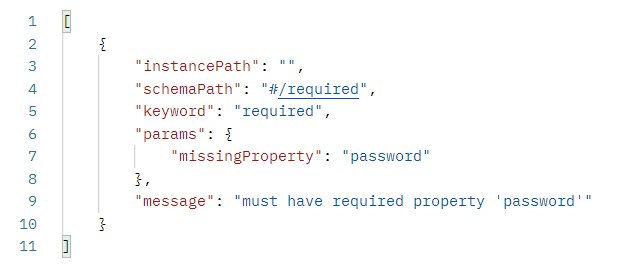 1 [
2 {
3 "instancePath": "",
4 "schemaPath": "#/required",
5 "keyword": "required",
6 "params": {
7 "missingProperty": "password"
8 },
9 "message": "must have required property 'password'"
10 }
11 ]